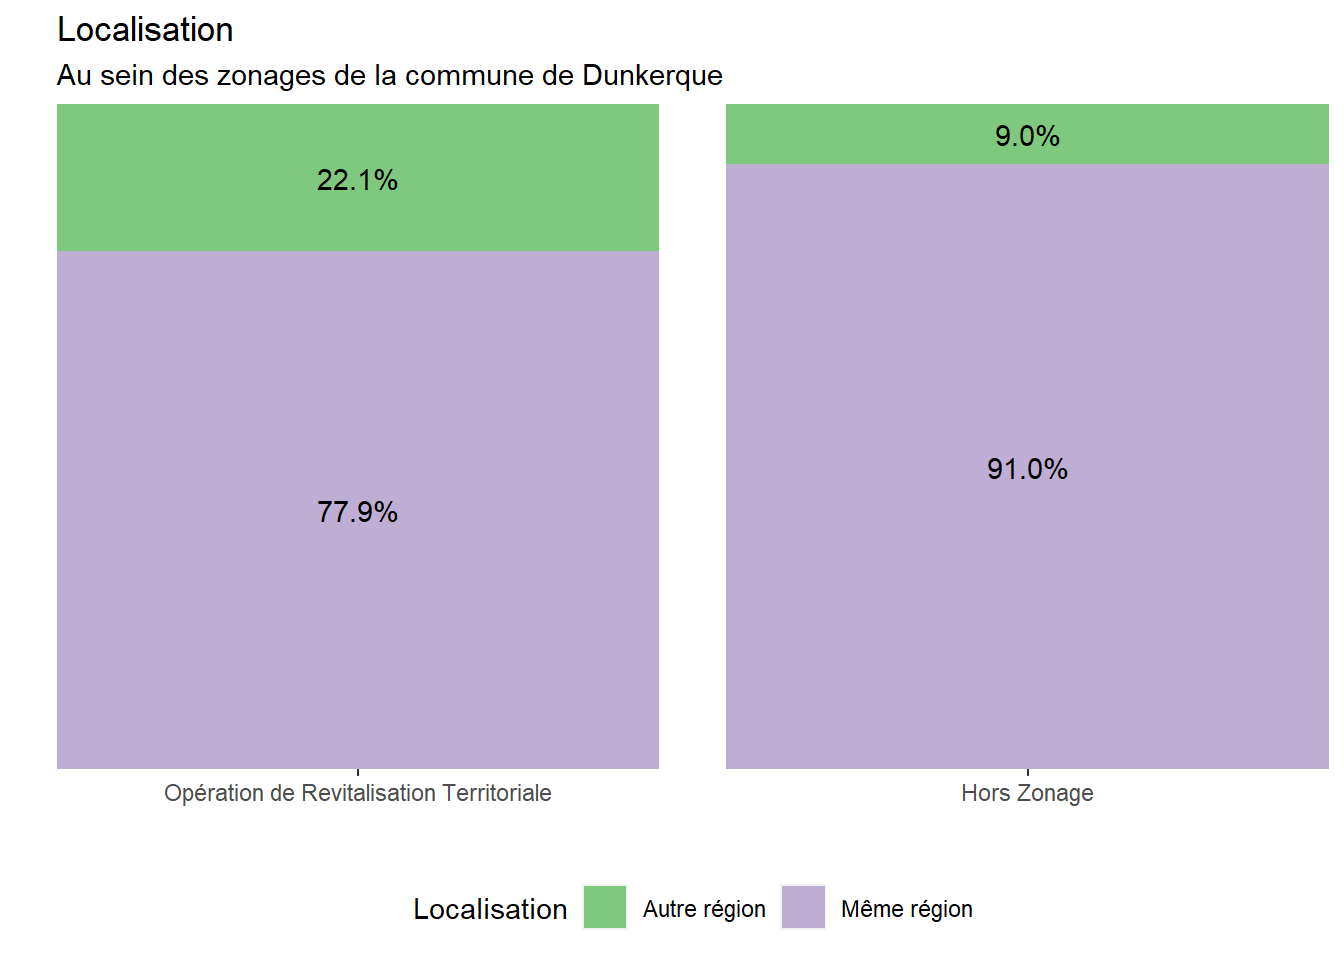 Localisation
Au sein des zonages de la commune de Dunkerque
22.1%
9.0%
77.9%
91.0%
Opération de Revitalisation Territoriale
Hors Zonage
Localisation
Autre région
Même région